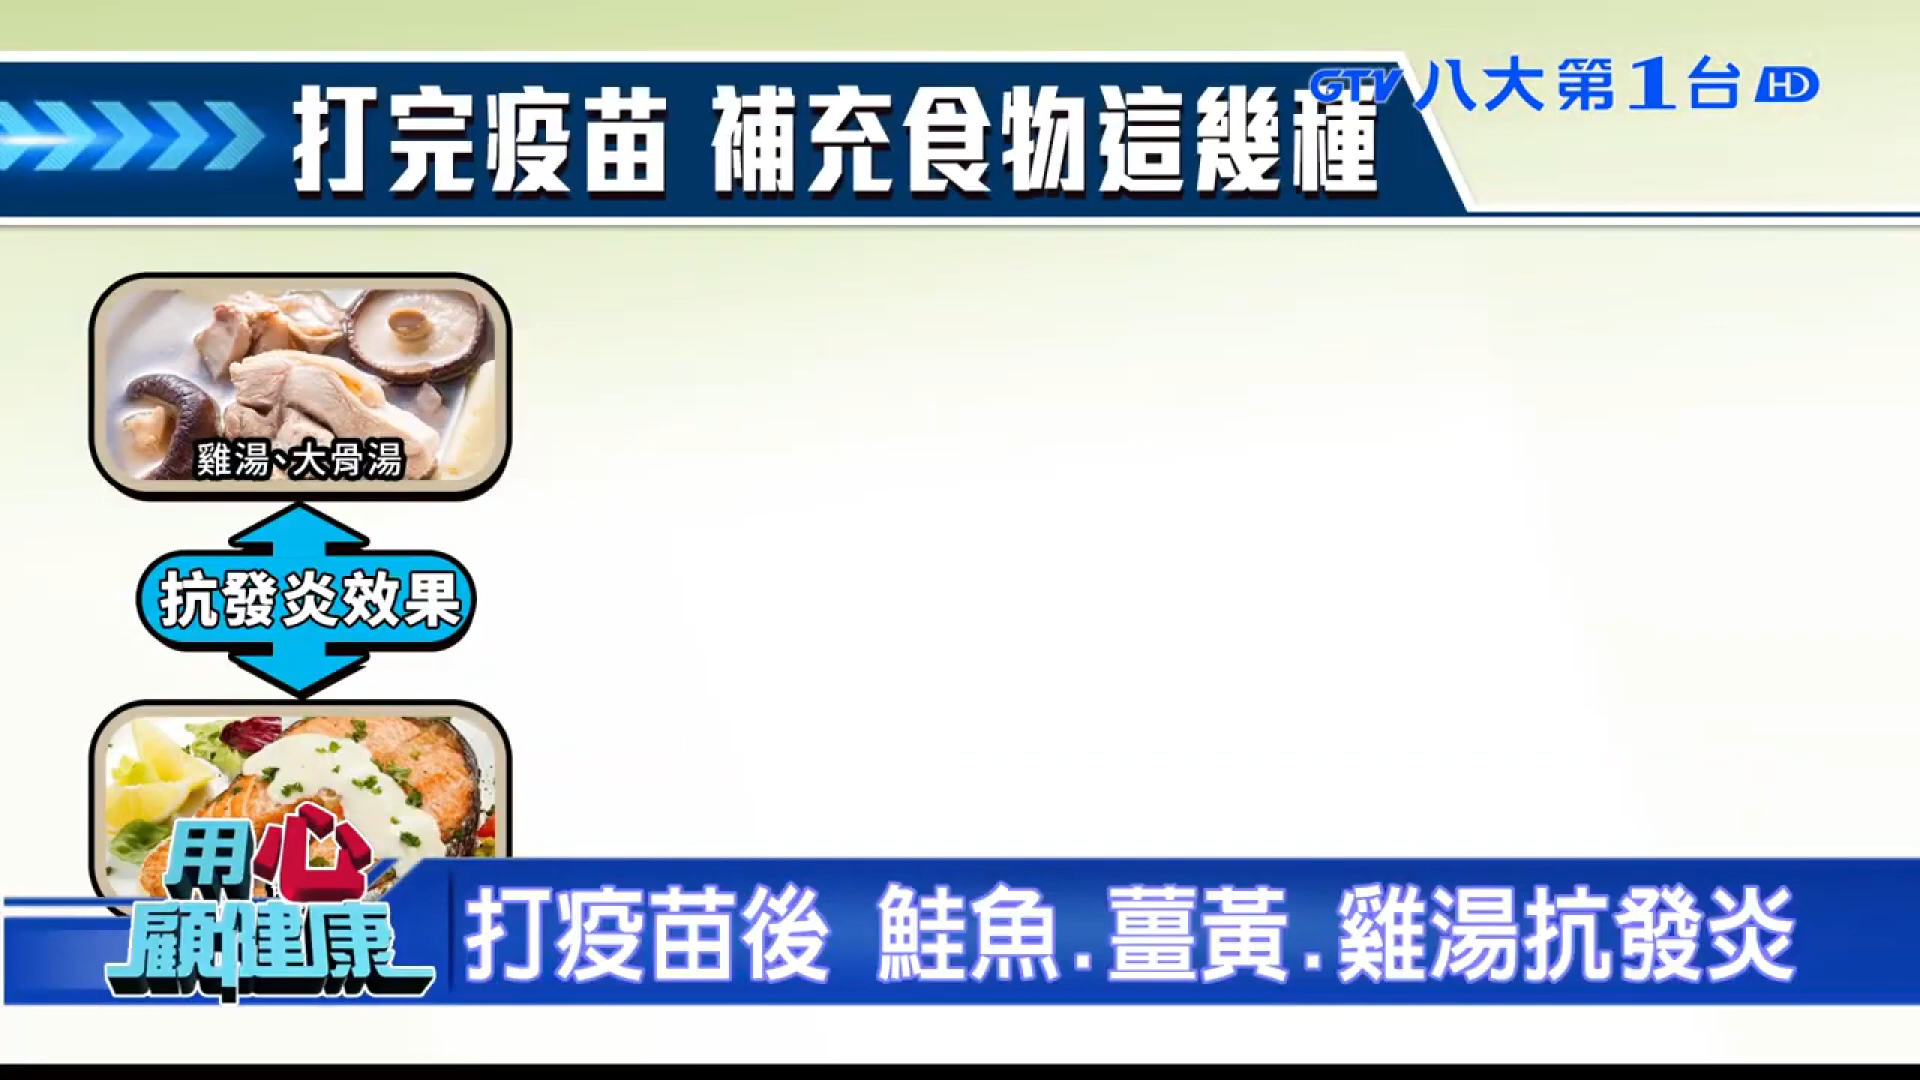 打完疫苗 補充食物這幾種
GTV 八大第1台 HD
雞湯、大骨湯
抗發炎效果
用心
顧健康
打疫苗後 鮭魚.薑黃.雞湯抗發炎